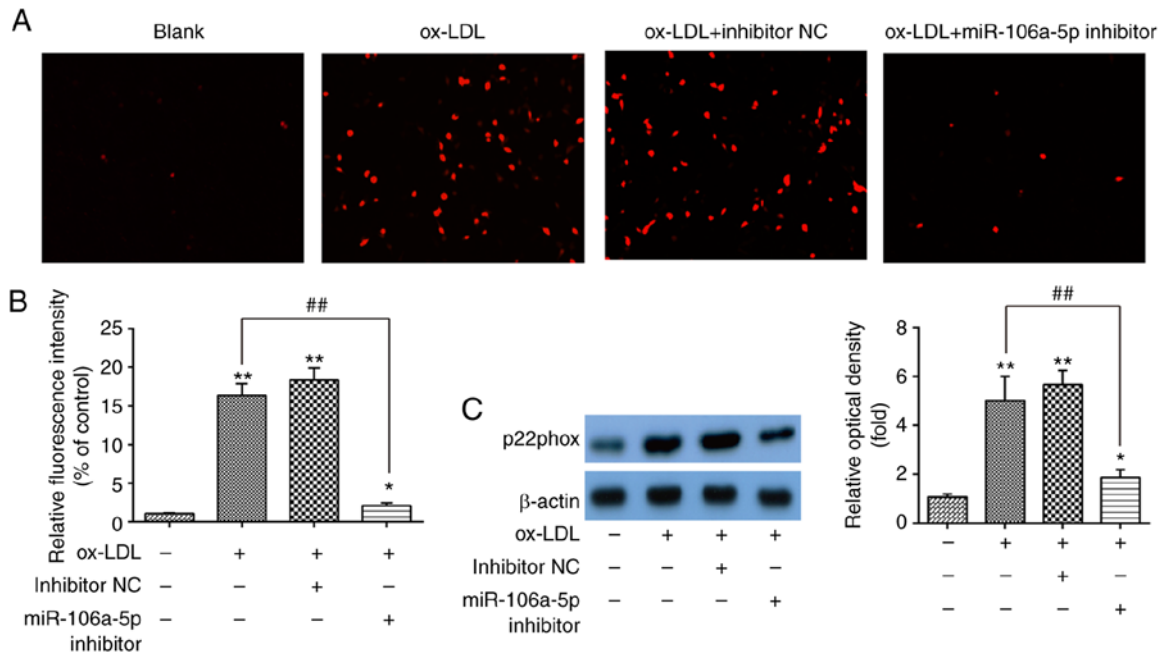 A
Blank
ox-LDL
ox-LDL+inhibitor NC
ox-LDL+miR-106a-5p inhibitor
B
Relative fluorescence intensity
(% of control)
25
20
15
10
5
0
**
**
*
##
ox-LDL – + + +
Inhibitor NC – – + –
miR-106a-5p – – – +
inhibitor
C
p22phox
β-actin
ox-LDL – + + +
Inhibitor NC – – + –
miR-106a-5p – – – +
inhibitor
Relative optical density
(fold)
8
6
4
2
0
**
**
*
##
– + + +
– – + –
– – – +